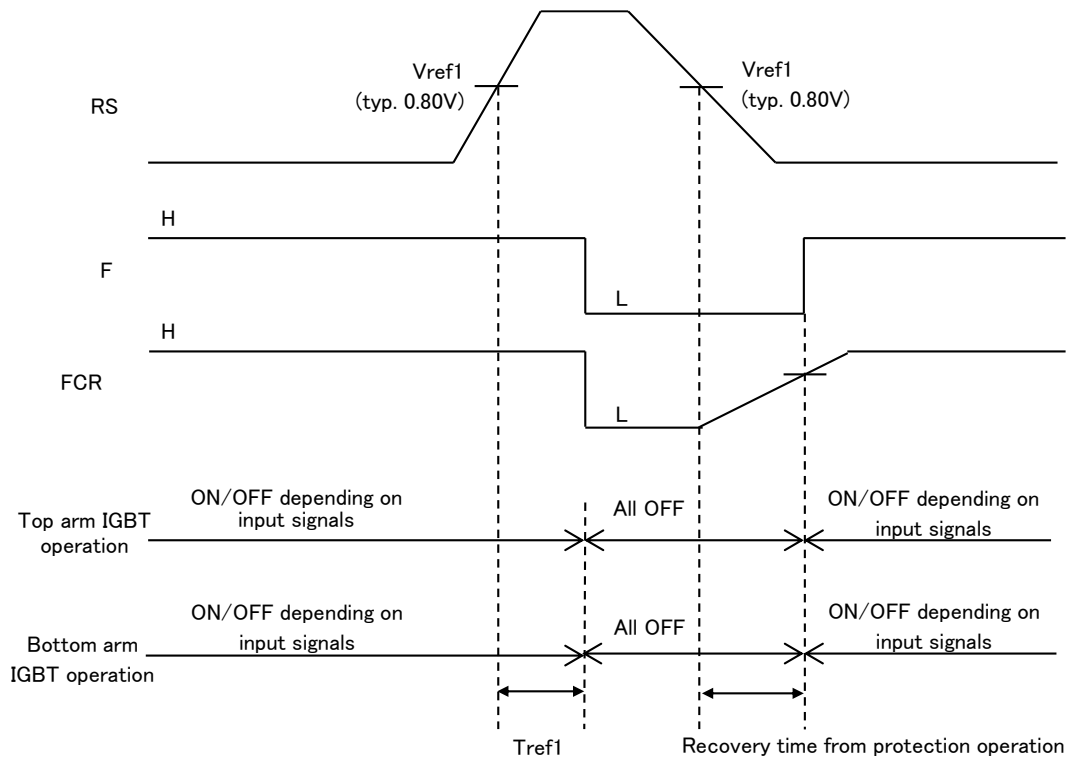 Vref1
(typ. 0.80V)
Vref1
(typ. 0.80V)
RS
H
F
L
H
FCR
L
ON/OFF depending on
input signals
All OFF
ON/OFF depending on
input signals
Top arm IGBT
operation
ON/OFF depending on
input signals
All OFF
ON/OFF depending on
input signals
Bottom arm
IGBT operation
Tref1
Recovery time from protection operation